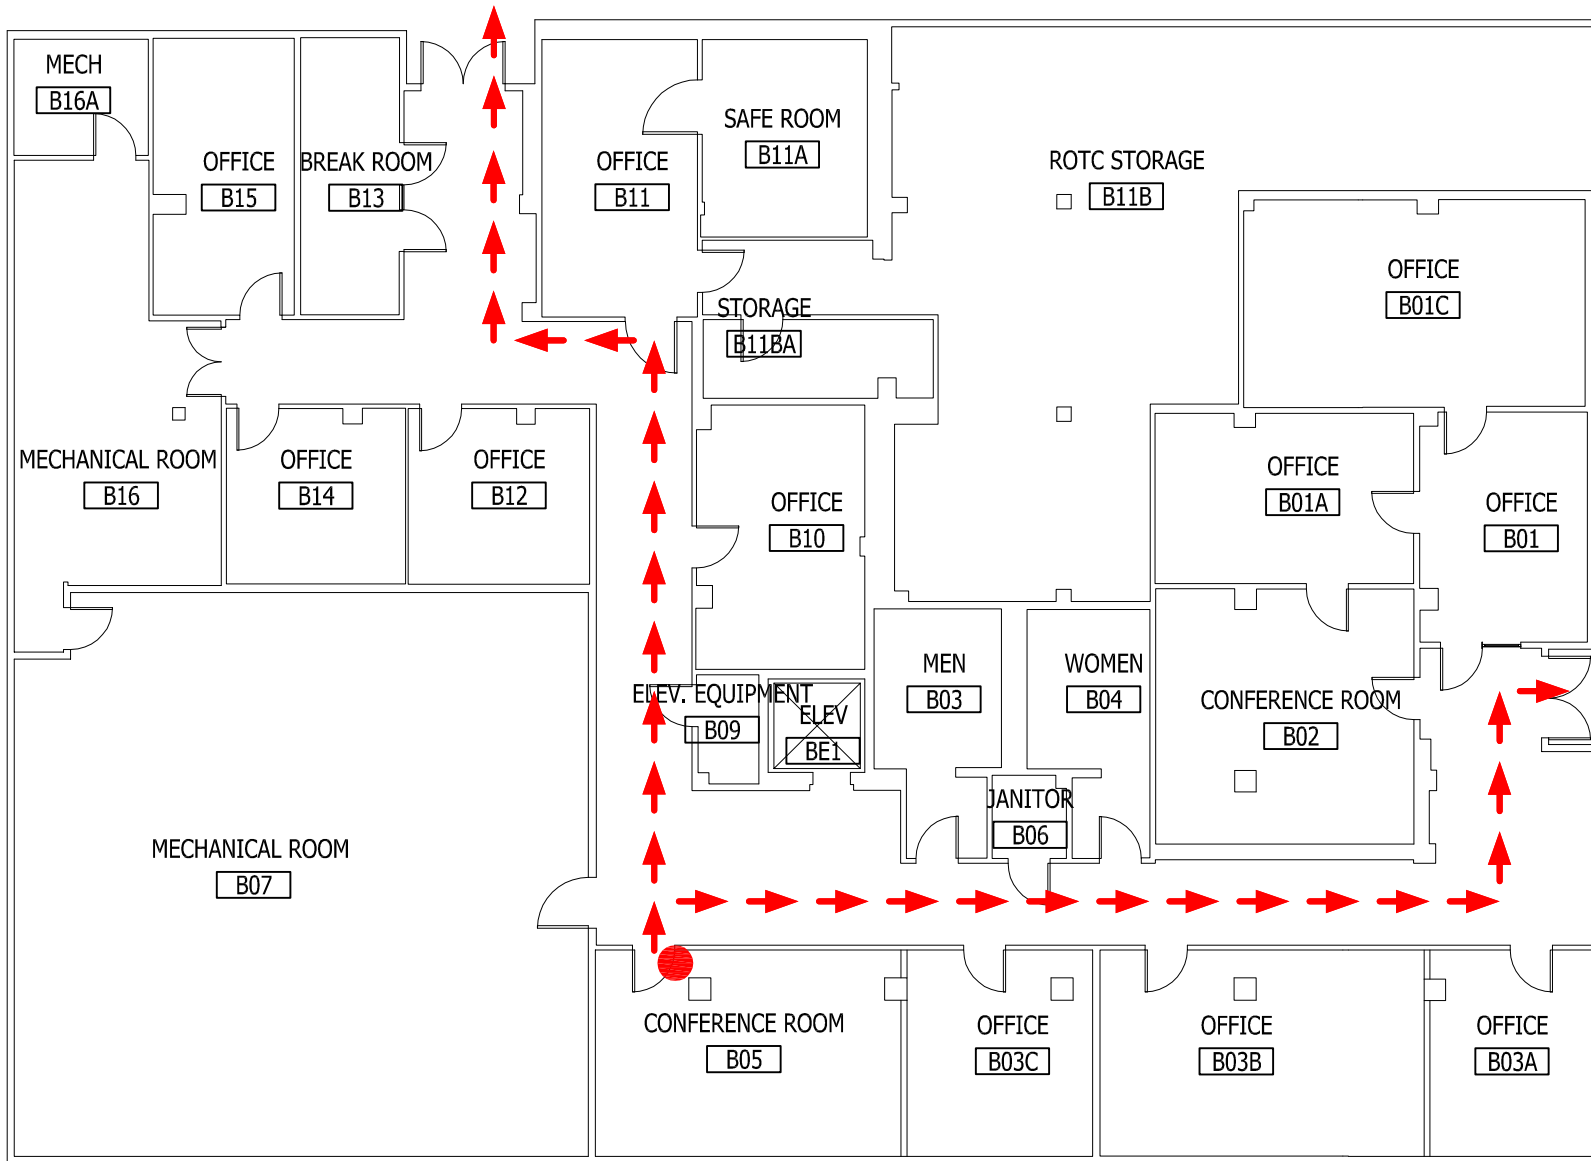 MECH
B16A
OFFICE
B15
BREAK ROOM
B13
OFFICE
B11
SAFE ROOM
B11A
ROTC STORAGE
B11B
OFFICE
B01C
STORAGE
B11BA
MECHANICAL ROOM
B16
OFFICE
B14
OFFICE
B12
OFFICE
B10
OFFICE
B01A
OFFICE
B01
ELEV. EQUIPMENT
B09
ELEV
BE1
MEN
B03
WOMEN
B04
CONFERENCE ROOM
B02
JANITOR
B06
MECHANICAL ROOM
B07
CONFERENCE ROOM
B05
OFFICE
B03C
OFFICE
B03B
OFFICE
B03A